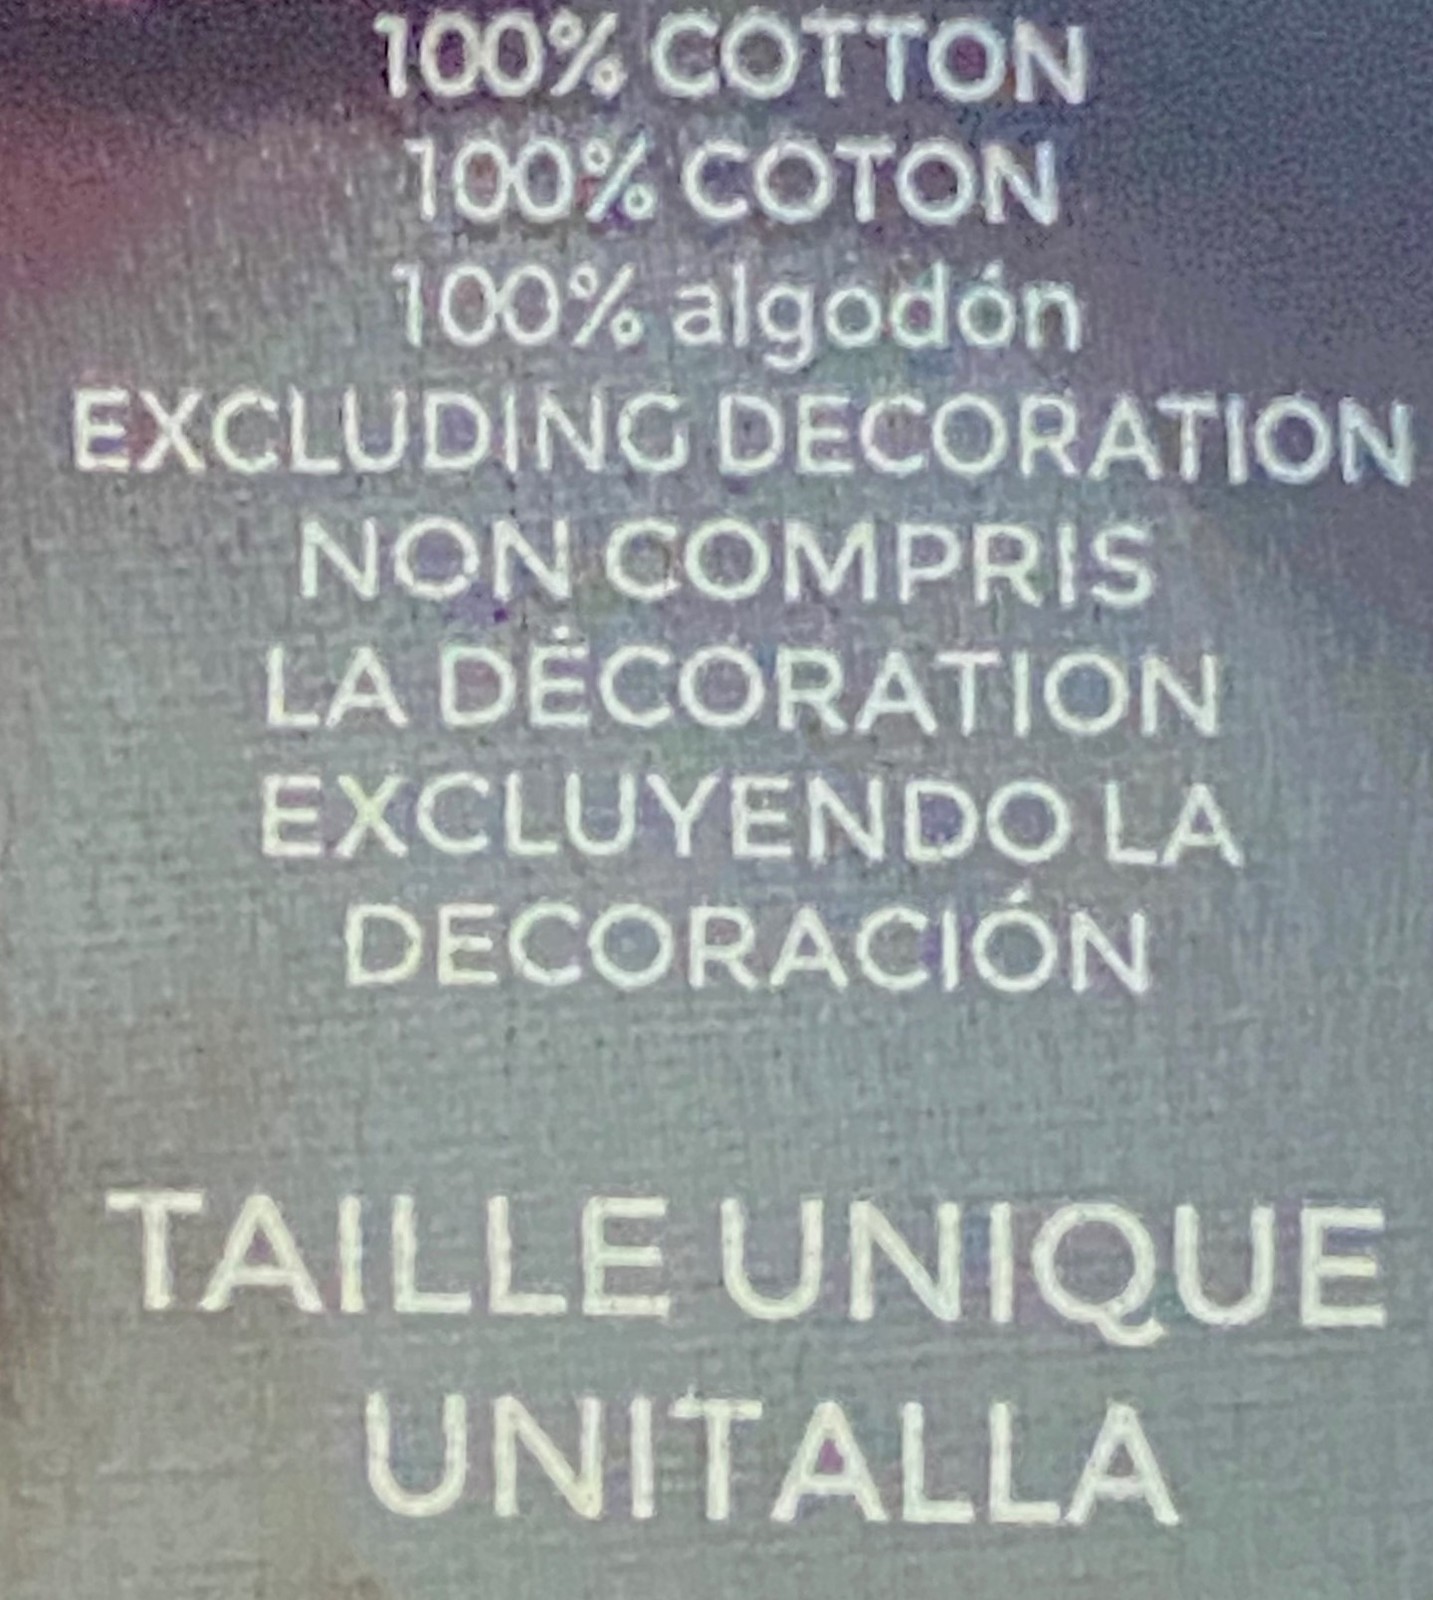 100% COTTON
100% COTON
100% algodón
EXCLUDING DECORATION
NON COMPRIS
LA DÉCORATION
EXCLUYENDO LA
DECORACIÓN
TAILLE UNIQUE
UNITALLA